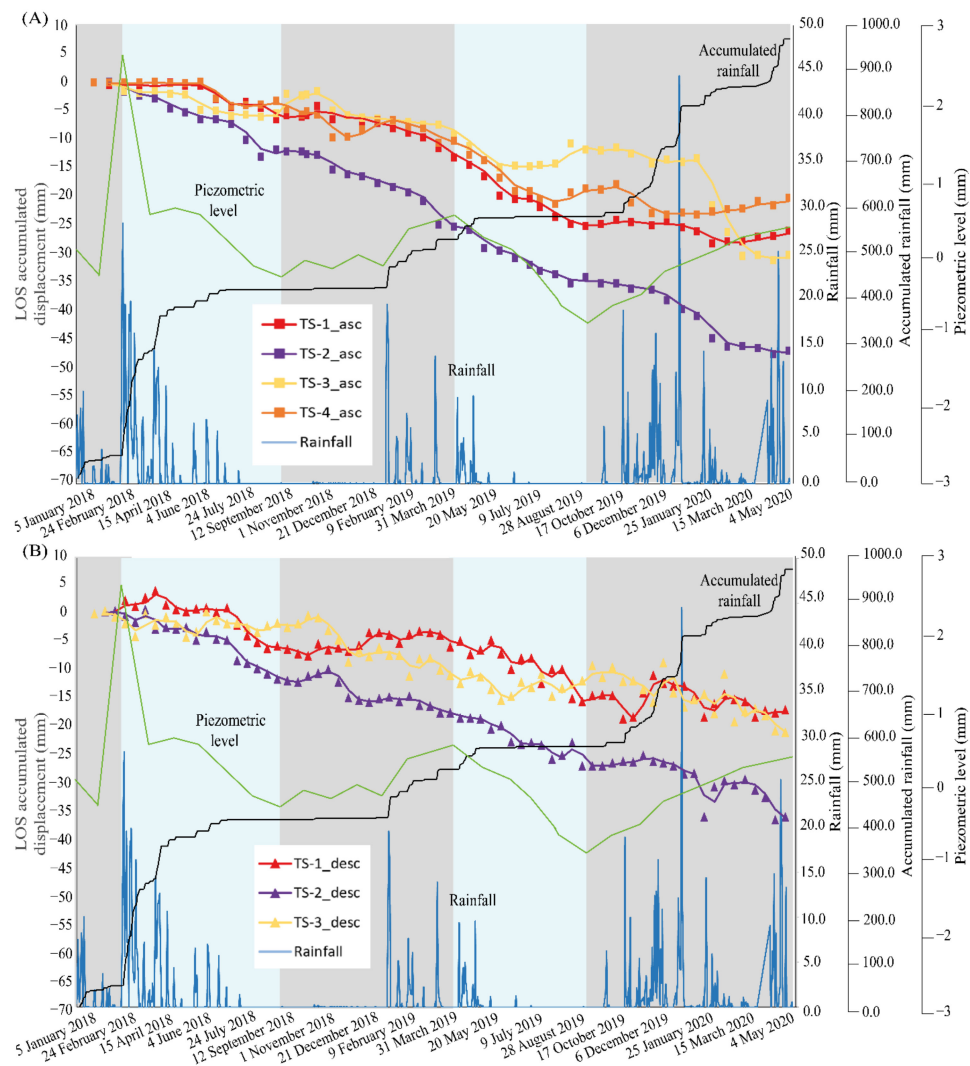 (A)
10
5
0
−5
−10
−15
−20
−25
−30
−35
−40
−45
−50
−55
−60
−65
−70
LOS accumulated
displacement (mm)
Accumulated
rainfall
Piezometric
level
TS-1_asc
TS-2_asc
TS-3_asc
TS-4_asc
Rainfall
Rainfall
50.0
45.0
40.0
35.0
30.0
25.0
20.0
15.0
10.0
5.0
0.0
Rainfall (mm)
1000.0
900.0
800.0
700.0
600.0
500.0
400.0
300.0
200.0
100.0
0.0
Accumulated rainfall (mm)
3
2
1
0
−1
−2
−3
Piezometric level (mm)
5 January 2018
24 February 2018
15 April 2018
4 June 2018
24 July 2018
12 September 2018
1 November 2018
21 December 2018
9 February 2019
31 March 2019
20 May 2019
9 July 2019
28 August 2019
17 October 2019
6 December 2019
25 January 2020
15 March 2020
4 May 2020
(B)
10
5
0
−5
−10
−15
−20
−25
−30
−35
−40
−45
−50
−55
−60
−65
−70
LOS accumulated
displacement (mm)
Accumulated
rainfall
Piezometric
level
TS-1_desc
TS-2_desc
TS-3_desc
Rainfall
Rainfall
50.0
45.0
40.0
35.0
30.0
25.0
20.0
15.0
10.0
5.0
0.0
Rainfall (mm)
1000.0
900.0
800.0
700.0
600.0
500.0
400.0
300.0
200.0
100.0
0.0
Accumulated rainfall (mm)
3
2
1
0
−1
−2
−3
Piezometric level (mm)
5 January 2018
24 February 2018
15 April 2018
4 June 2018
24 July 2018
12 September 2018
1 November 2018
21 December 2018
9 February 2019
31 March 2019
20 May 2019
9 July 2019
28 August 2019
17 October 2019
6 December 2019
25 January 2020
15 March 2020
4 May 2020